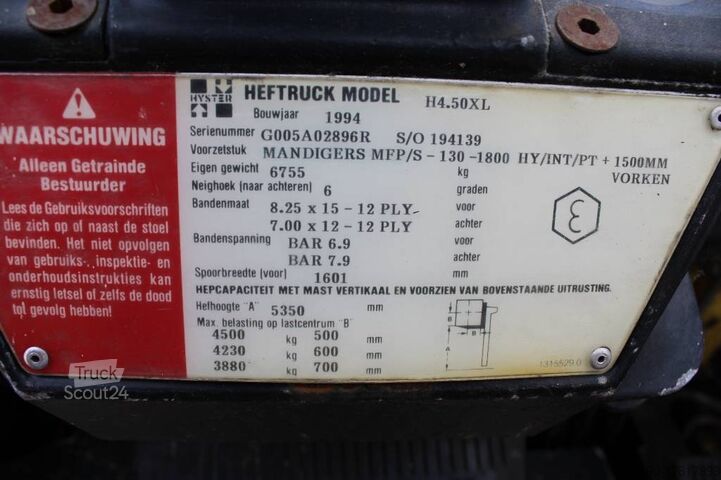 WAARSCHUWING
Alleen Getrainde
Bestuurder
Lees de Gebruiksvoorschriften
die zich op of naast de stoel
bevinden. Het niet opvolgen
van gebruiks-, inspektie- en
onderhoudsinstrukties kan
ernstig letsel of zelfs de dood
tot gevolg hebben!
HYSTER HEFTRUCK MODEL H4.50XL
Bouwjaar 1994
Serienummer G005A02896R S/O 194139
Voorzetstuk MANDIGERS MFP/S-130-1800 HY/INT/PT + 1500MM
Eigen gewicht 6755 kg VORKEN
Neighoek (naar achteren) 6 graden
Bandenmaat 8.25 x 15-12 PLY- voor
7.00 x 12-12 PLY- achter
Bandenspanning BAR 6.9 voor
BAR 7.9 achter
Spoorbreedte (voor) 1601 mm
HEPCAPACITEIT MET MAST VERTIKAAL EN VOORZIEN VAN BOVENSTAANDE UITRUSTING.
Hefhoogte "A" 5350 mm
Max. belasting op lastcentrum "B"
4500 kg 500 mm
4230 kg 600 mm
3880 kg 700 mm
B
B
A
1315529 0
Truck
Scout24